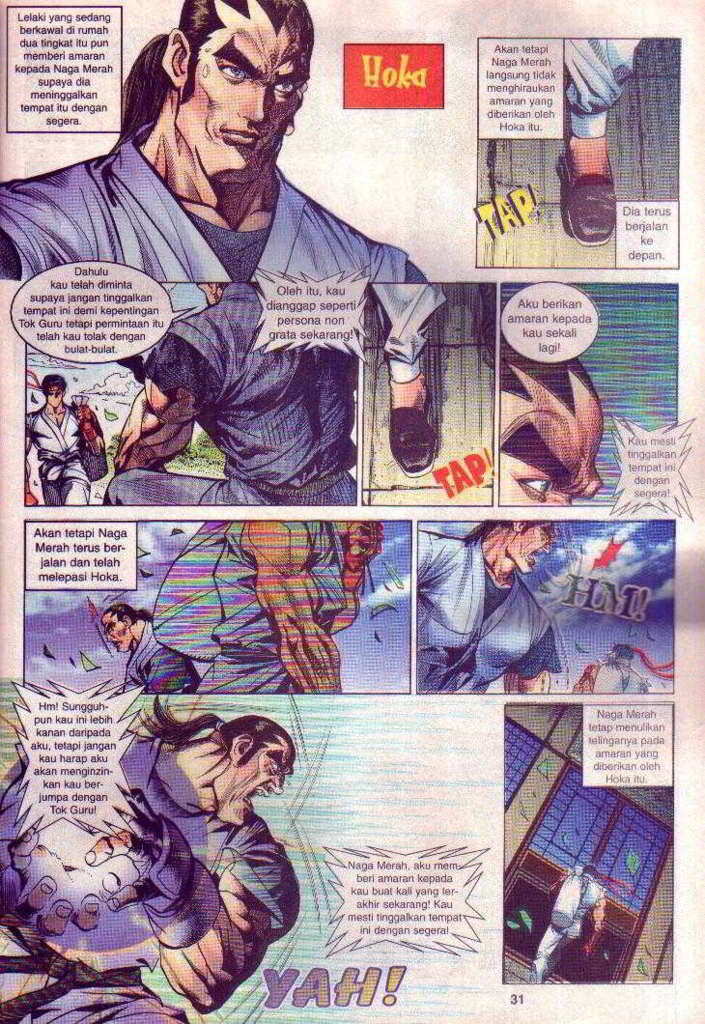 Lelaki yang sedang
berkawal di rumah
dua tingkat itu pun
memberi amaran
kepada Naga Merah
supaya dia
meninggalkan
tempat itu dengan
segera.
Hoka
Akan tetapi
Naga Merah
langsung tidak
menghiraukan
amaran yang
diberikan oleh
Hoka itu.
TAP!
Dia terus
berjalan
ke
depan.
Dahulu
kau telah diminta
supaya jangan tinggalkan
tempat ini demi kepentingan
Tok Guru tetapi permintaan itu
telah kau tolak dengan
bulat-bulat.
Oleh itu, kau
dianggap seperti
persona non
grata sekarang!
TAP!
Aku berikan
amaran kepada
kau sekali
lagi!
Kau mesti
tinggalkan
tempat ini
dengan
segera!
Akan tetapi Naga
Merah terus ber-
jalan dan telah
melepasi Hoka.
HM!
Hm! Sungguh-
pun kau ini lebih
kanan daripada
aku, tetapi jangan
kau harap aku
akan mengizin-
kan kau ber-
jumpa dengan
Tok Guru!
Naga Merah, aku mem-
beri amaran kepada
kau buat kali yang ter-
akhir sekarang! Kau
mesti tinggalkan tempat
ini dengan segera!
YAH!
Naga Merah
tetap menulikan
telinganya pada
amaran yang
diberikan oleh
Hoka itu.
31